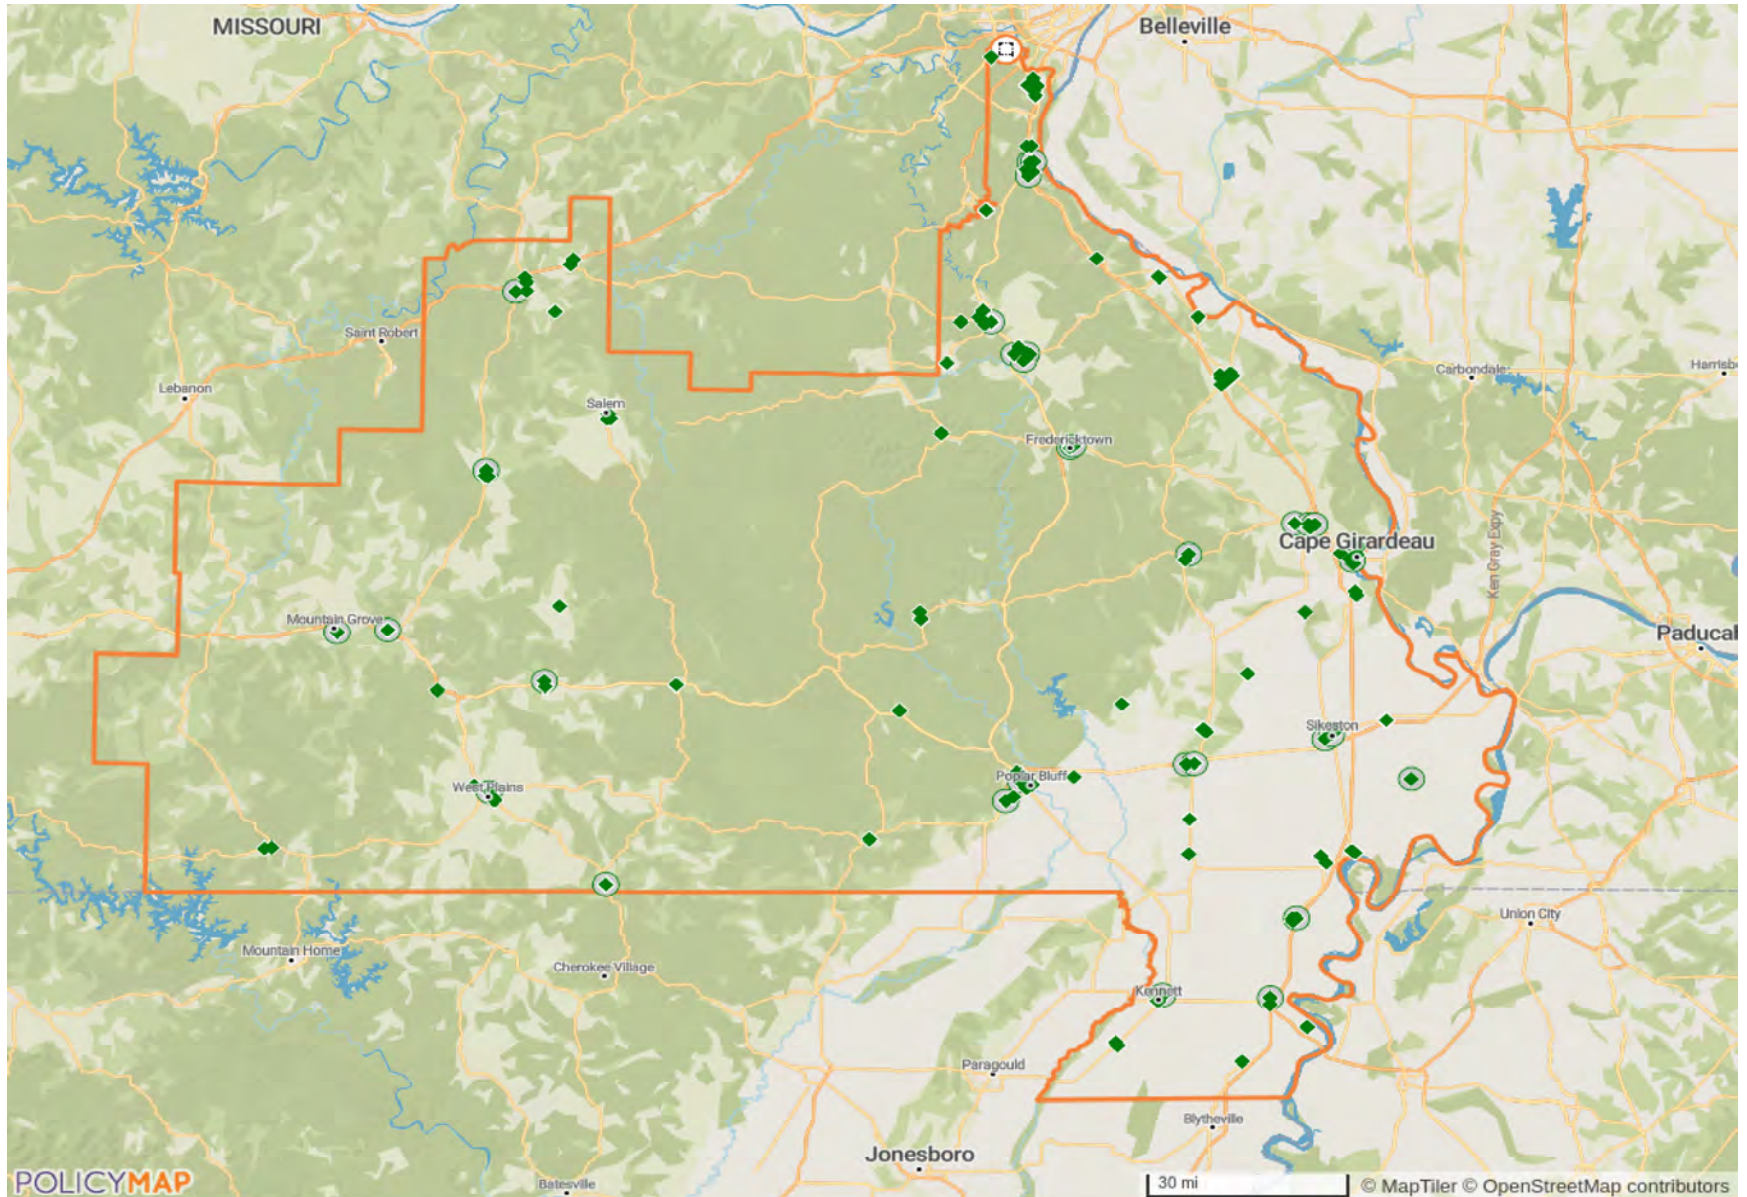 MISSOURI
Belleville
Saint Robert
Lebanon
Carbondale
Harrisb
Salem
Fredericktown
Ken Gray Expy
Cape Girardeau
Mountain Grove
Paducah
Sikeston
West Plains
Poplar Bluff
Union City
Mountain Home
Cherokee Village
Kennett
Paragould
Blytheville
Jonesboro
Batesville
POLICYMAP
30 mi
© MapTiler © OpenStreetMap contributors